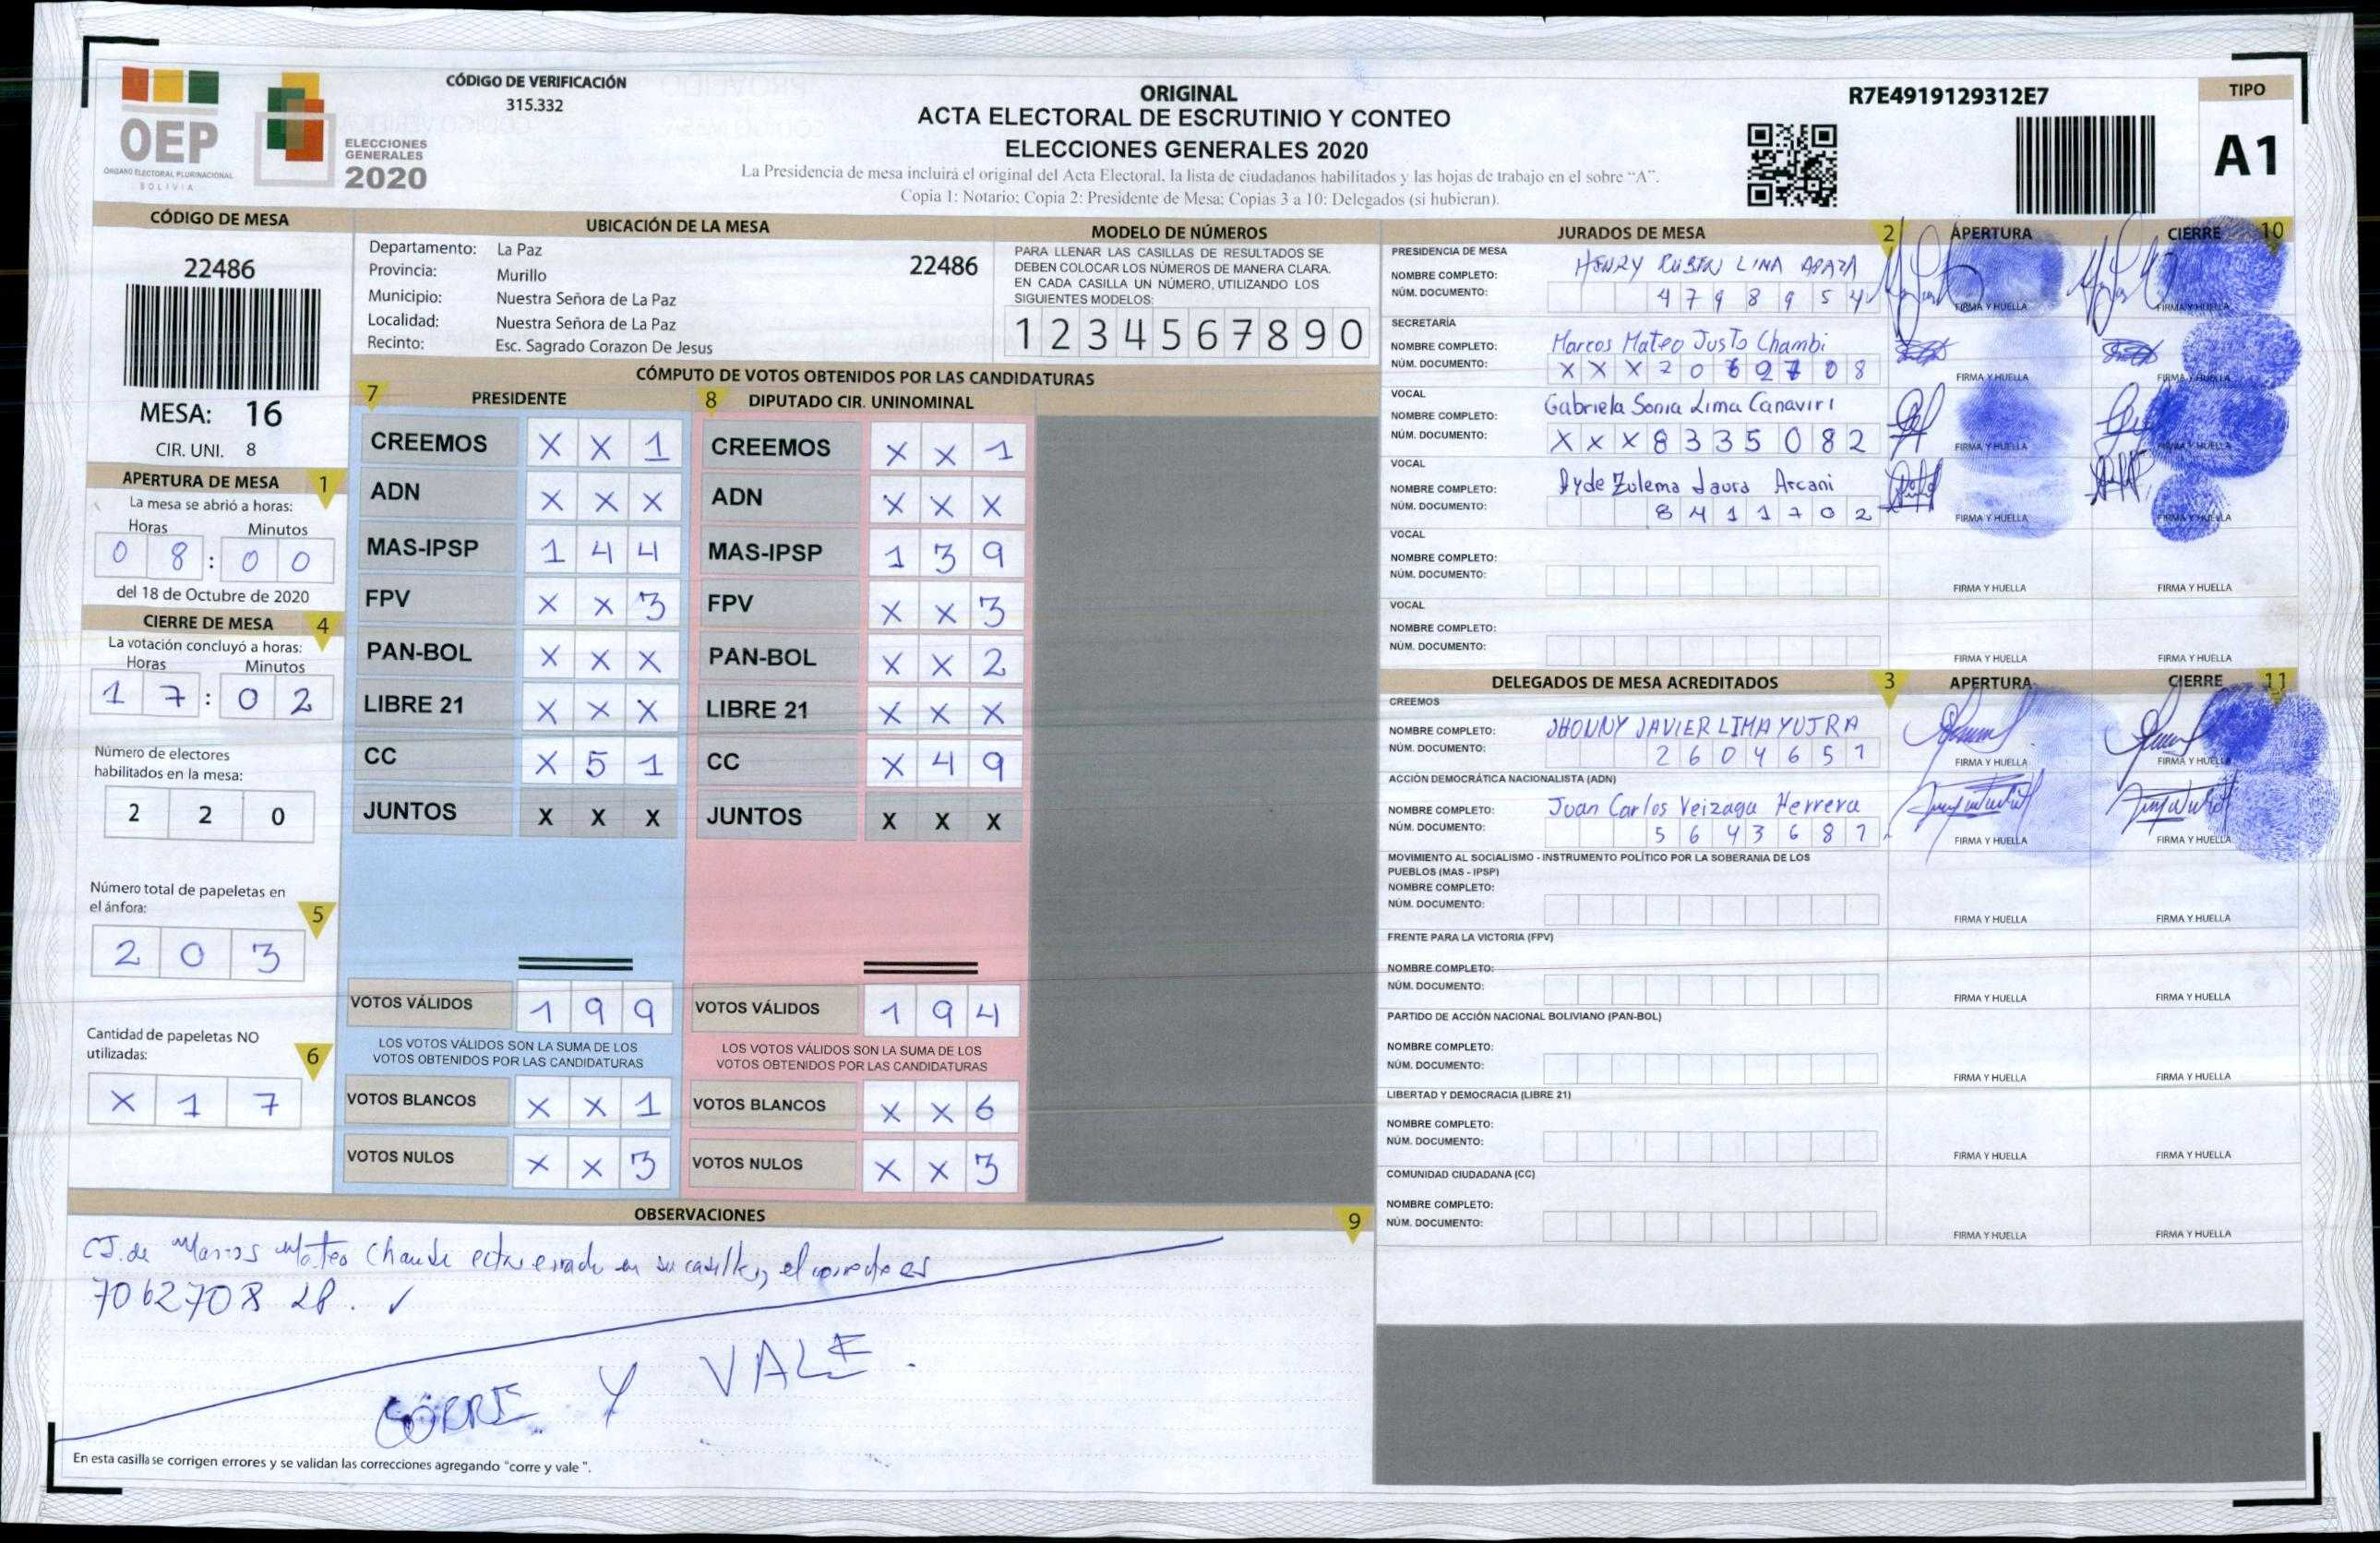 OEP
ÓRGANO ELECTORAL PLURINACIONAL
BOLIVIA
ELECCIONES
GENERALES
2020
CÓDIGO DE VERIFICACIÓN
315.332
ORIGINAL
ACTA ELECTORAL DE ESCRUTINIO Y CONTEO
ELECCIONES GENERALES 2020
La Presidencia de mesa incluirá el original del Acta Electoral, la lista de ciudadanos habilitados y las hojas de trabajo en el sobre “A”.
Copia 1: Notario; Copia 2: Presidente de Mesa; Copias 3 a 10: Delegados (si hubieran).
R7E4919129312E7
TIPO
A1
CÓDIGO DE MESA
22486
MESA: 16
CIR. UNI. 8
APERTURA DE MESA 1
La mesa se abrió a horas:
Horas Minutos
0 8 : 0 0
del 18 de Octubre de 2020
CIERRE DE MESA 4
La votación concluyó a horas:
Horas Minutos
1 7 : 0 2
Número de electores
habilitados en la mesa:
2 2 0
Número total de papeletas en
el ánfora: 5
2 0 3
Cantidad de papeletas NO
utilizadas: 6
X 1 7
UBICACIÓN DE LA MESA
Departamento: La Paz
Provincia: Murillo
Municipio: Nuestra Señora de La Paz
Localidad: Nuestra Señora de La Paz
Recinto: Esc. Sagrado Corazon De Jesus
22486
MODELO DE NÚMEROS
PARA LLENAR LAS CASILLAS DE RESULTADOS SE
DEBEN COLOCAR LOS NÚMEROS DE MANERA CLARA.
EN CADA CASILLA UN NÚMERO, UTILIZANDO LOS
SIGUIENTES MODELOS:
1 2 3 4 5 6 7 8 9 0
CÓMPUTO DE VOTOS OBTENIDOS POR LAS CANDIDATURAS
7 PRESIDENTE
CREEMOS X X 1
ADN X X X
MAS-IPSP 1 4 4
FPV X X 3
PAN-BOL X X X
LIBRE 21 X X X
CC X 5 1
JUNTOS X X X
VOTOS VÁLIDOS 1 9 9
LOS VOTOS VÁLIDOS SON LA SUMA DE LOS
VOTOS OBTENIDOS POR LAS CANDIDATURAS
VOTOS BLANCOS X X 1
VOTOS NULOS X X 3
8 DIPUTADO CIR. UNINOMINAL
CREEMOS X X 1
ADN X X X
MAS-IPSP 1 3 9
FPV X X 3
PAN-BOL X X 2
LIBRE 21 X X X
CC X 4 9
JUNTOS X X X
VOTOS VÁLIDOS 1 9 4
LOS VOTOS VÁLIDOS SON LA SUMA DE LOS
VOTOS OBTENIDOS POR LAS CANDIDATURAS
VOTOS BLANCOS X X 6
VOTOS NULOS X X 3
OBSERVACIONES 9
Mateo el correcto es
7062708
CORRE Y VALE.
En esta casilla se corrigen errores y se validan las correcciones agregando "corre y vale ".
JURADOS DE MESA 2 APERTURA CIERRE 10
PRESIDENCIA DE MESA
NOMBRE COMPLETO: HENRY RUBEN LIMA APAZA
NÚM. DOCUMENTO: 4 7 9 8 9 5 4
FIRMA Y HUELLA FIRMA Y HUELLA
SECRETARÍA
NOMBRE COMPLETO: Marcos Mateo Justo Chambi
NÚM. DOCUMENTO: X X X 7 0 6 2 7 0 8
FIRMA Y HUELLA FIRMA Y HUELLA
VOCAL
NOMBRE COMPLETO: Gabriela Sonia Lima Canaviri
NÚM. DOCUMENTO: X X X 8 3 3 5 0 8 2
FIRMA Y HUELLA FIRMA Y HUELLA
VOCAL
NOMBRE COMPLETO: Ayde Zulema Laura Arcani
NÚM. DOCUMENTO: 8 4 1 1 7 0 2
FIRMA Y HUELLA FIRMA Y HUELLA
VOCAL
NOMBRE COMPLETO:
NÚM. DOCUMENTO:
FIRMA Y HUELLA FIRMA Y HUELLA
VOCAL
NOMBRE COMPLETO:
NÚM. DOCUMENTO:
FIRMA Y HUELLA FIRMA Y HUELLA
DELEGADOS DE MESA ACREDITADOS 3 APERTURA CIERRE 11
CREEMOS
NOMBRE COMPLETO: JHONNY JAVIER LIMA YUJRA
NÚM. DOCUMENTO: 2 6 0 4 6 5 1
FIRMA Y HUELLA FIRMA Y HUELLA
ACCIÓN DEMOCRÁTICA NACIONALISTA (ADN)
NOMBRE COMPLETO: Juan Carlos Veizaga Herrera
NÚM. DOCUMENTO: 5 6 4 3 6 8 7
FIRMA Y HUELLA FIRMA Y HUELLA
MOVIMIENTO AL SOCIALISMO - INSTRUMENTO POLÍTICO POR LA SOBERANIA DE LOS
PUEBLOS (MAS - IPSP)
NOMBRE COMPLETO:
NÚM. DOCUMENTO:
FIRMA Y HUELLA FIRMA Y HUELLA
FRENTE PARA LA VICTORIA (FPV)
NOMBRE COMPLETO:
NÚM. DOCUMENTO:
FIRMA Y HUELLA FIRMA Y HUELLA
PARTIDO DE ACCIÓN NACIONAL BOLIVIANO (PAN-BOL)
NOMBRE COMPLETO:
NÚM. DOCUMENTO:
FIRMA Y HUELLA FIRMA Y HUELLA
LIBERTAD Y DEMOCRACIA (LIBRE 21)
NOMBRE COMPLETO:
NÚM. DOCUMENTO:
FIRMA Y HUELLA FIRMA Y HUELLA
COMUNIDAD CIUDADANA (CC)
NOMBRE COMPLETO:
NÚM. DOCUMENTO:
FIRMA Y HUELLA FIRMA Y HUELLA